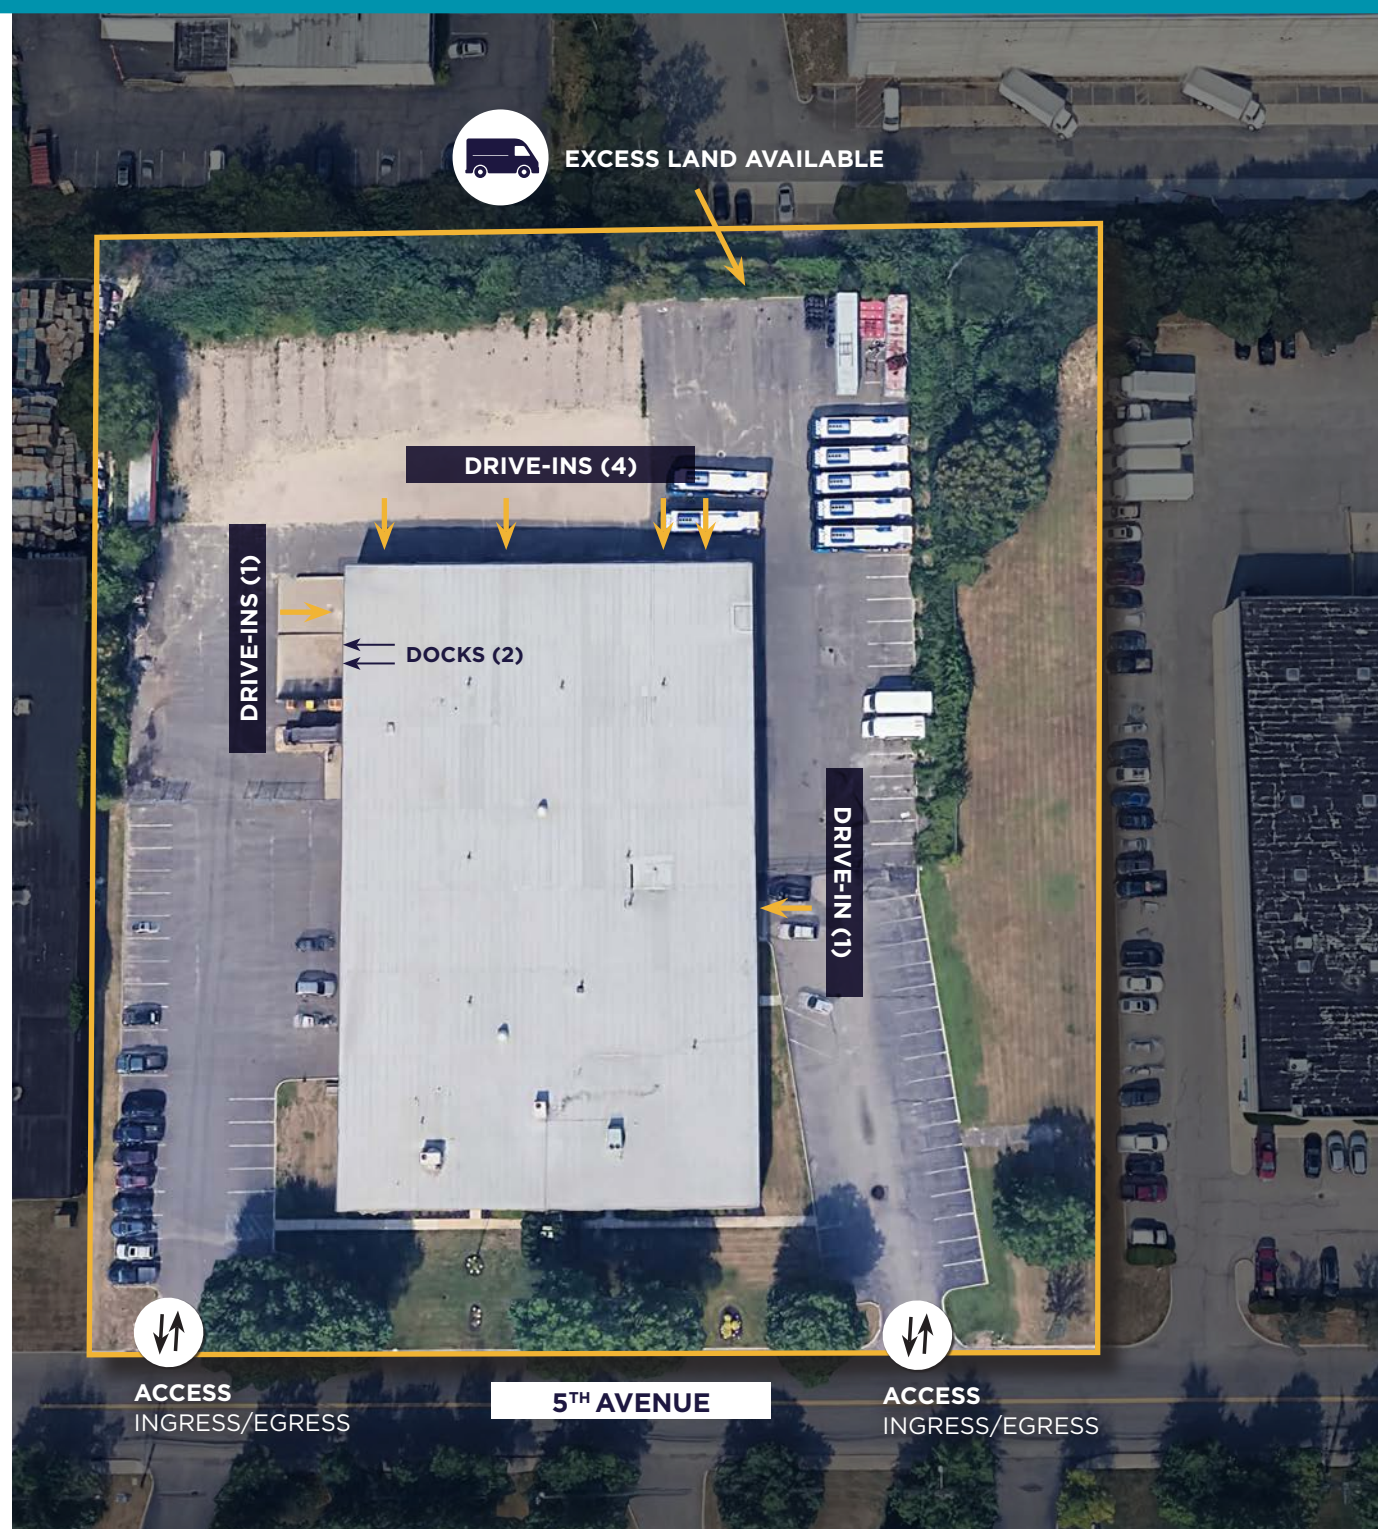 EXCESS LAND AVAILABLE
DRIVE-INS (4)
DRIVE-INS (1)
DOCKS (2)
DRIVE-IN (1)
ACCESS
INGRESS/EGRESS
5TH AVENUE
ACCESS
INGRESS/EGRESS